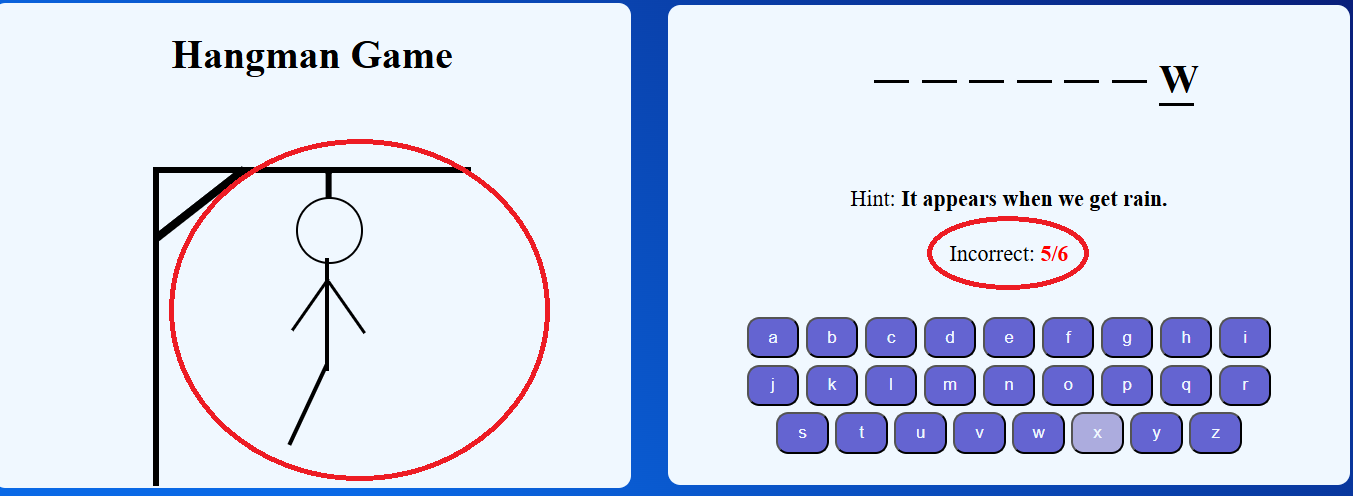 Hangman Game
_ _ _ _ _ _ W
Hint: It appears when we get rain.
Incorrect: 5/6
a b c d e f g h i
j k l m n o p q r
s t u v w x y z